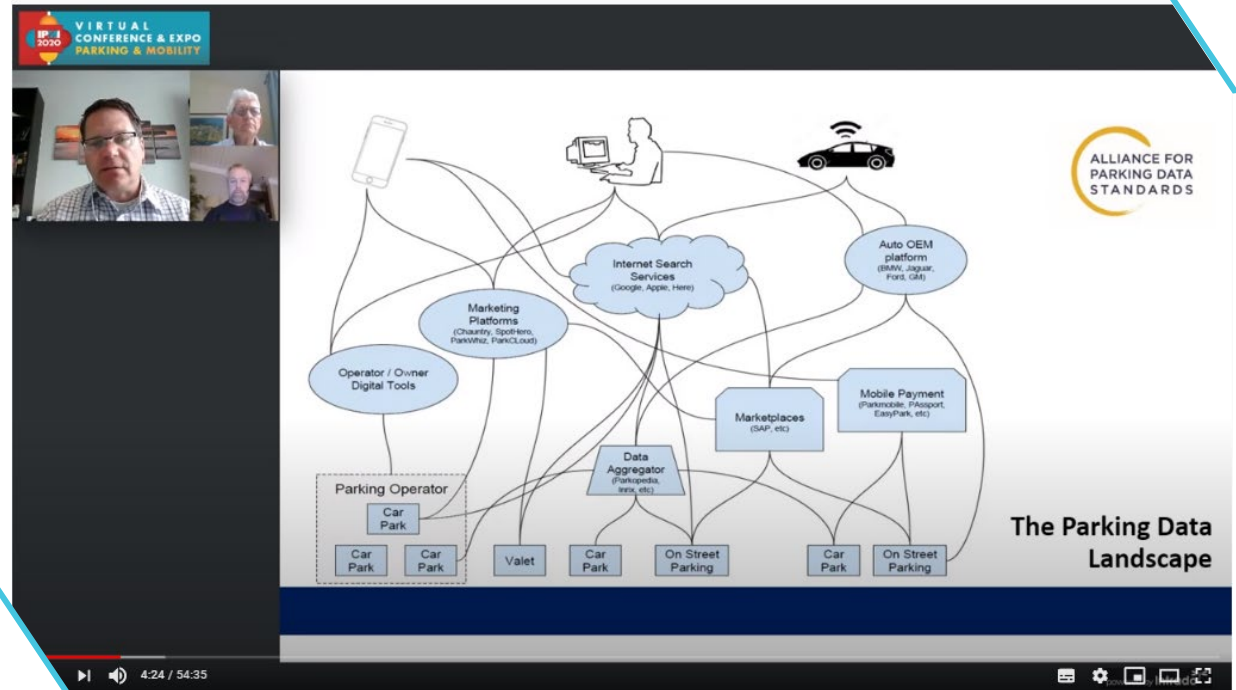 IPMI
2020
VIRTUAL
CONFERENCE & EXPO
PARKING & MOBILITY
ALLIANCE FOR
PARKING DATA
STANDARDS
Internet Search
Services
(Google, Apple, Here)
Auto OEM
platform
(BMW, Jaguar,
Ford, GM)
Marketing
Platforms
(Chauntry, SpotHero,
ParkWhiz, ParkCLoud)
Operator / Owner
Digital Tools
Mobile Payment
(Parkmobile, PAssport,
EasyPark, etc)
Marketplaces
(SAP, etc)
Data
Aggregator
(Parkopedia,
Inrix, etc)
Parking Operator
Car
Park
Car
Park
Car
Park
Valet
Car
Park
On Street
Parking
Car
Park
On Street
Parking
The Parking Data
Landscape
4:24 / 54:35
powered by